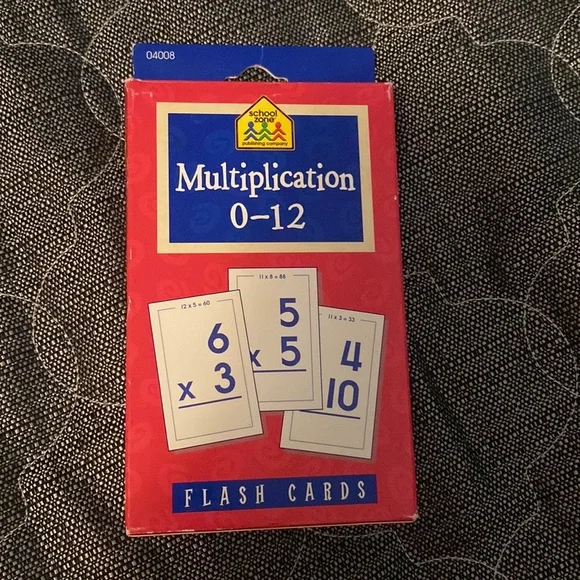 04008
school
zone
publishing company
Multiplication
0-12
12 x 5 = 60
6
x 3
11 x 8 = 88
5
x 5
11 x 3 = 33
4
10
FLASH CARDS